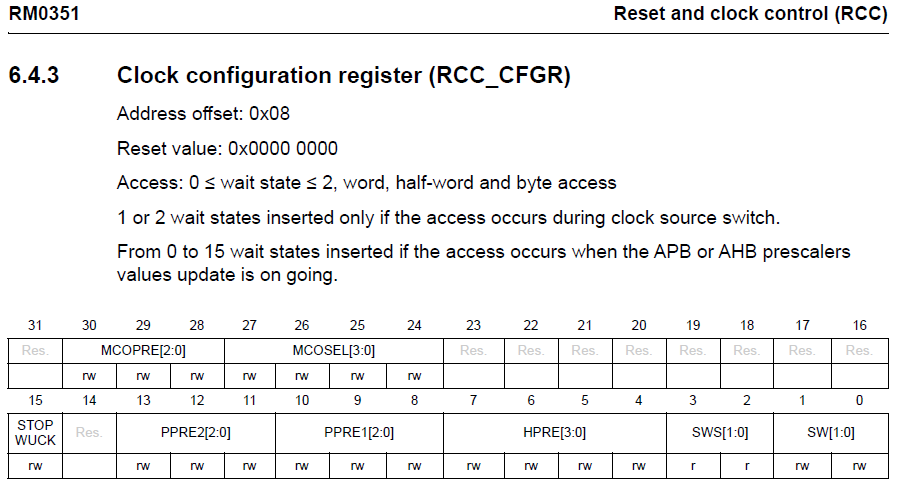 RM0351 Reset and clock control (RCC)
6.4.3 Clock configuration register (RCC_CFGR)
Address offset: 0x08
Reset value: 0x0000 0000
Access: 0 ≤ wait state ≤ 2, word, half-word and byte access
1 or 2 wait states inserted only if the access occurs during clock source switch.
From 0 to 15 wait states inserted if the access occurs when the APB or AHB prescalers
values update is on going.
31 30 29 28 27 26 25 24 23 22 21 20 19 18 17 16
Res. MCOPRE[2:0] MCOSEL[3:0] Res. Res. Res. Res. Res. Res. Res. Res.
rw rw rw rw rw rw rw
15 14 13 12 11 10 9 8 7 6 5 4 3 2 1 0
STOP
WUCK Res. PPRE2[2:0] PPRE1[2:0] HPRE[3:0] SWS[1:0] SW[1:0]
rw rw rw rw rw rw rw rw rw rw rw r r rw rw